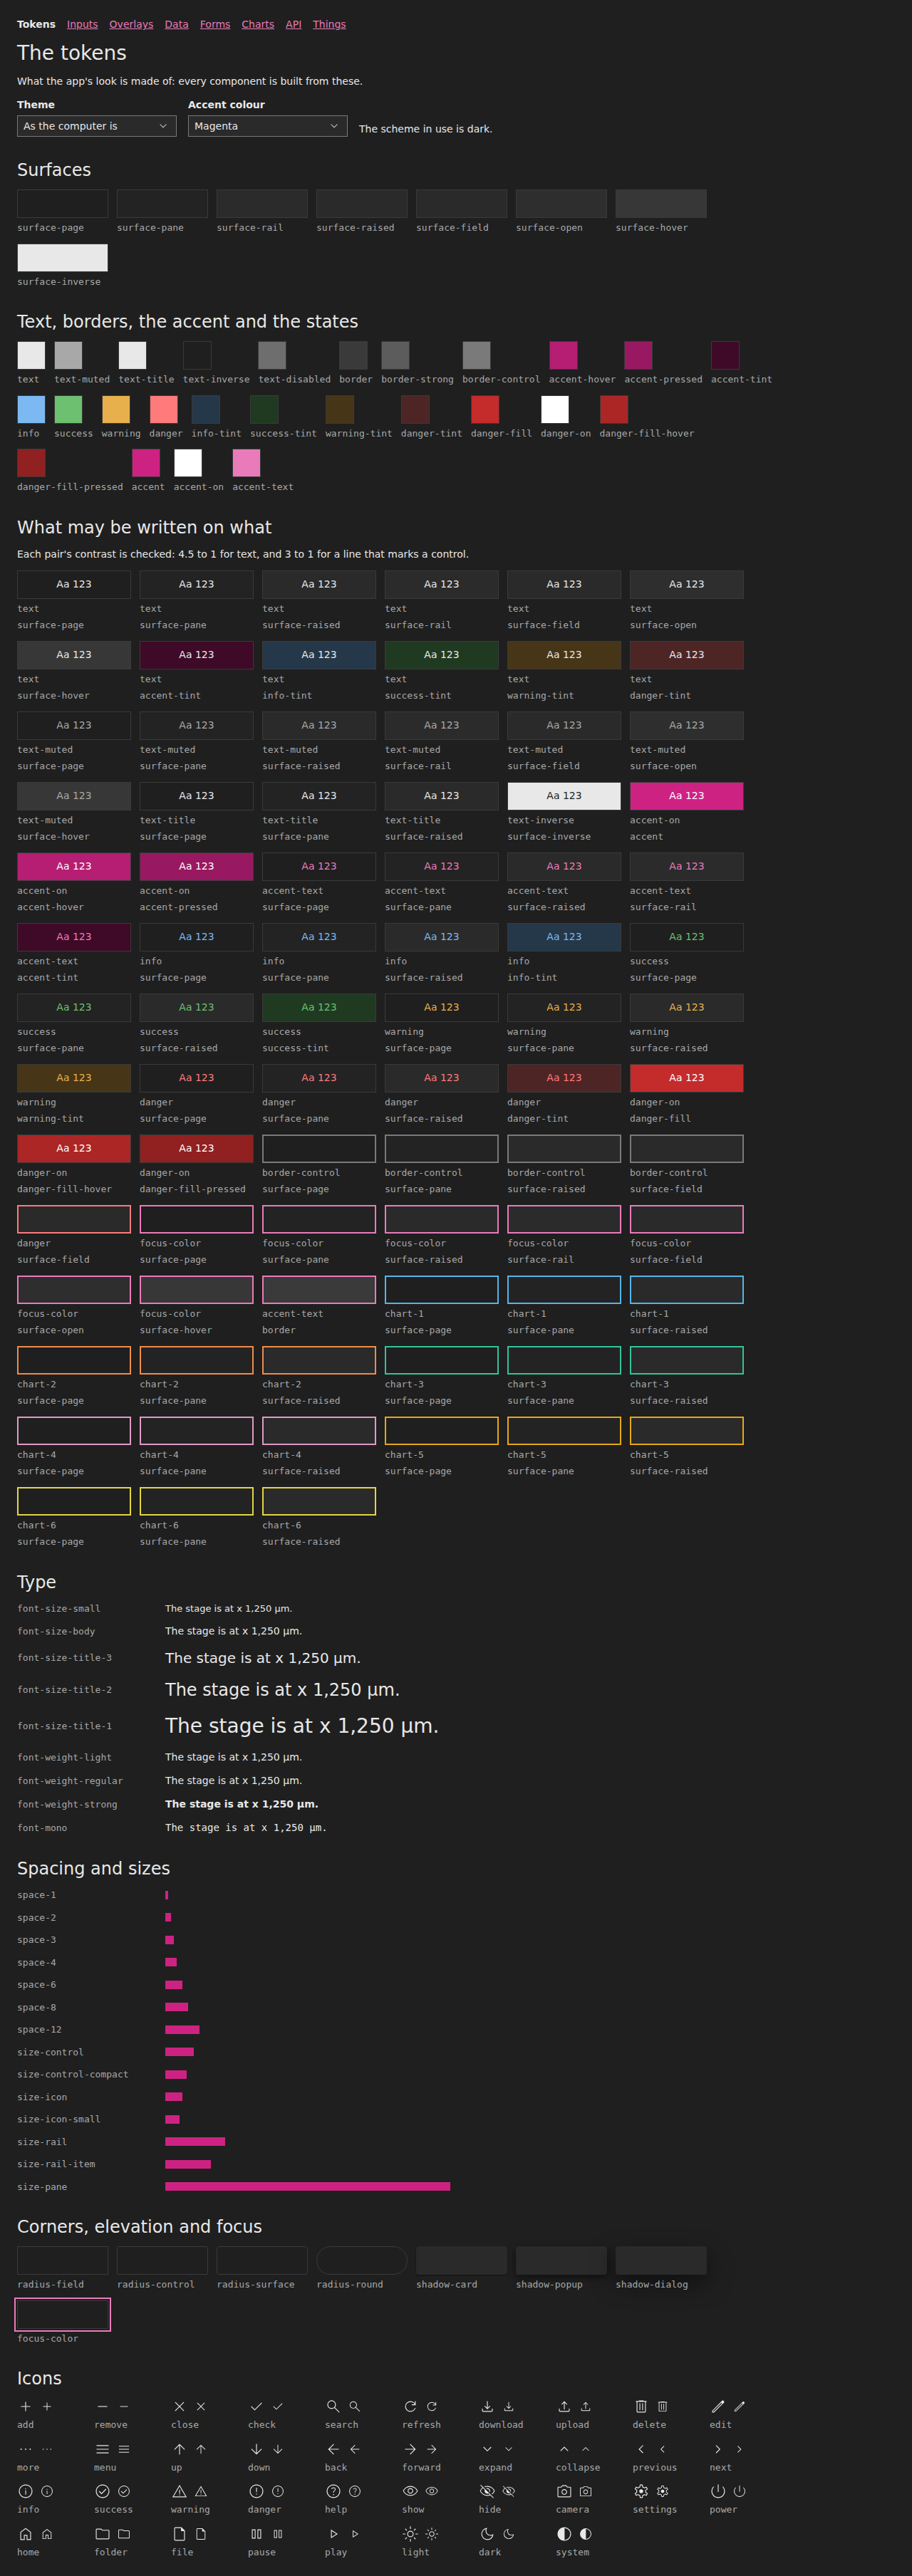 Tokens Inputs Overlays Data Forms Charts API Things
The tokens
What the app's look is made of: every component is built from these.
Theme Accent colour
As the computer is Magenta The scheme in use is dark.
Surfaces
surface-page surface-pane surface-rail surface-raised surface-field surface-open surface-hover
surface-inverse
Text, borders, the accent and the states
text text-muted text-title text-inverse text-disabled border border-strong border-control accent-hover accent-pressed accent-tint
info success warning danger info-tint success-tint warning-tint danger-tint danger-fill danger-on danger-fill-hover
danger-fill-pressed accent accent-on accent-text
What may be written on what
Each pair's contrast is checked: 4.5 to 1 for text, and 3 to 1 for a line that marks a control.
Aa 123 Aa 123 Aa 123 Aa 123 Aa 123 Aa 123
text text text text text text
surface-page surface-pane surface-raised surface-rail surface-field surface-open
Aa 123 Aa 123 Aa 123 Aa 123 Aa 123 Aa 123
text text text text text text
surface-hover accent-tint info-tint success-tint warning-tint danger-tint
Aa 123 Aa 123 Aa 123 Aa 123 Aa 123 Aa 123
text-muted text-muted text-muted text-muted text-muted text-muted
surface-page surface-pane surface-raised surface-rail surface-field surface-open
Aa 123 Aa 123 Aa 123 Aa 123 Aa 123 Aa 123
text-muted text-title text-title text-title text-inverse accent-on
surface-hover surface-page surface-pane surface-raised surface-inverse accent
Aa 123 Aa 123 Aa 123 Aa 123 Aa 123 Aa 123
accent-on accent-on accent-text accent-text accent-text accent-text
accent-hover accent-pressed surface-page surface-pane surface-raised surface-rail
Aa 123 Aa 123 Aa 123 Aa 123 Aa 123 Aa 123
accent-text info info info info success
accent-tint surface-page surface-pane surface-raised info-tint surface-page
Aa 123 Aa 123 Aa 123 Aa 123 Aa 123 Aa 123
success success success warning warning warning
surface-pane surface-raised success-tint surface-page surface-pane surface-raised
Aa 123 Aa 123 Aa 123 Aa 123 Aa 123 Aa 123
warning danger danger danger danger danger-on
warning-tint surface-page surface-pane surface-raised danger-tint danger-fill
Aa 123 Aa 123
danger-on danger-on border-control border-control border-control border-control
danger-fill-hover danger-fill-pressed surface-page surface-pane surface-raised surface-field
danger focus-color focus-color focus-color focus-color focus-color
surface-field surface-page surface-pane surface-raised surface-rail surface-field
focus-color focus-color accent-text chart-1 chart-1 chart-1
surface-open surface-hover border surface-page surface-pane surface-raised
chart-2 chart-2 chart-2 chart-3 chart-3 chart-3
surface-page surface-pane surface-raised surface-page surface-pane surface-raised
chart-4 chart-4 chart-4 chart-5 chart-5 chart-5
surface-page surface-pane surface-raised surface-page surface-pane surface-raised
chart-6 chart-6 chart-6
surface-page surface-pane surface-raised
Type
font-size-small The stage is at x 1,250 µm.
font-size-body The stage is at x 1,250 µm.
font-size-title-3 The stage is at x 1,250 µm.
font-size-title-2 The stage is at x 1,250 µm.
font-size-title-1 The stage is at x 1,250 µm.
font-weight-light The stage is at x 1,250 µm.
font-weight-regular The stage is at x 1,250 µm.
font-weight-strong The stage is at x 1,250 µm.
font-mono The stage is at x 1,250 µm.
Spacing and sizes
space-1
space-2
space-3
space-4
space-6
space-8
space-12
size-control
size-control-compact
size-icon
size-icon-small
size-rail
size-rail-item
size-pane
Corners, elevation and focus
radius-field radius-control radius-surface radius-round shadow-card shadow-popup shadow-dialog
focus-color
Icons
add remove close check search refresh download upload delete edit
more menu up down back forward expand collapse previous next
info success warning danger help show hide camera settings power
home folder file pause play light dark system